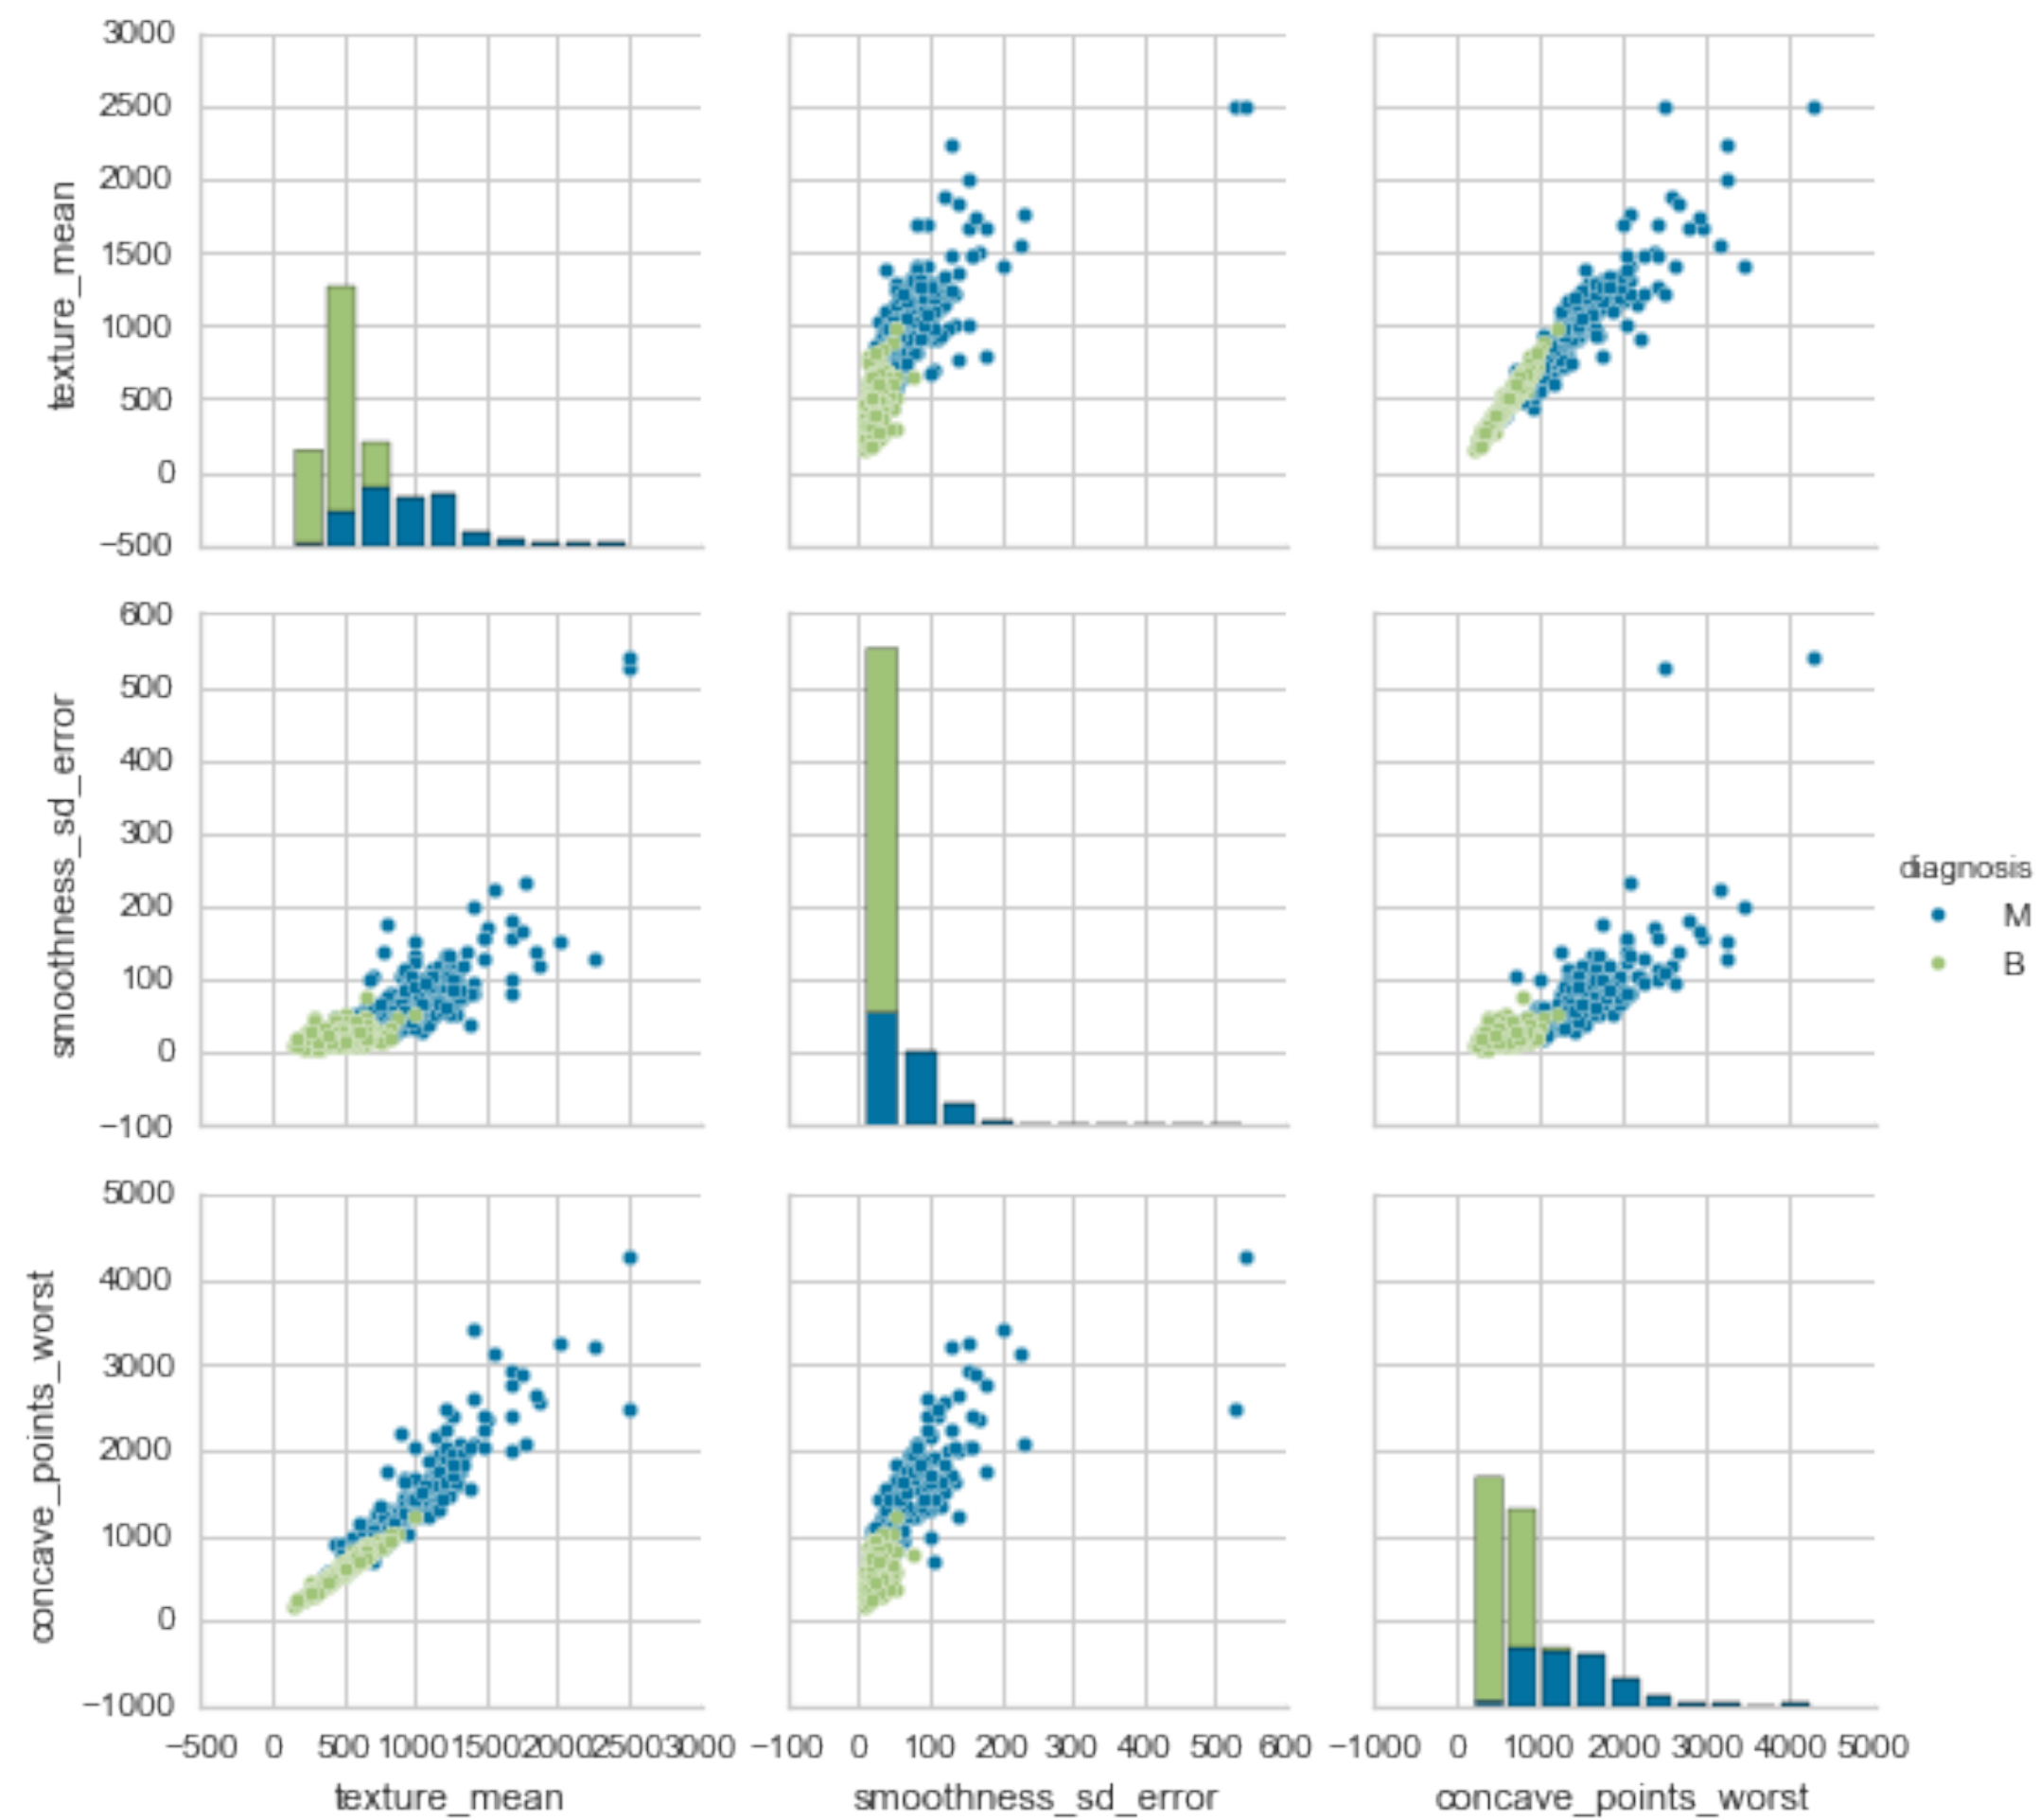 3000
2500
2000
1500
1000
500
0
−500
texture_mean
600
500
400
300
200
100
0
−100
smoothness_sd_error
diagnosis
M
B
5000
4000
3000
2000
1000
0
−1000
concave_points_worst
−500 0 500 1000 1500 2000 2500 3000
−100 0 100 200 300 400 500 600
−1000 0 1000 2000 3000 4000 5000
texture_mean
smoothness_sd_error
concave_points_worst